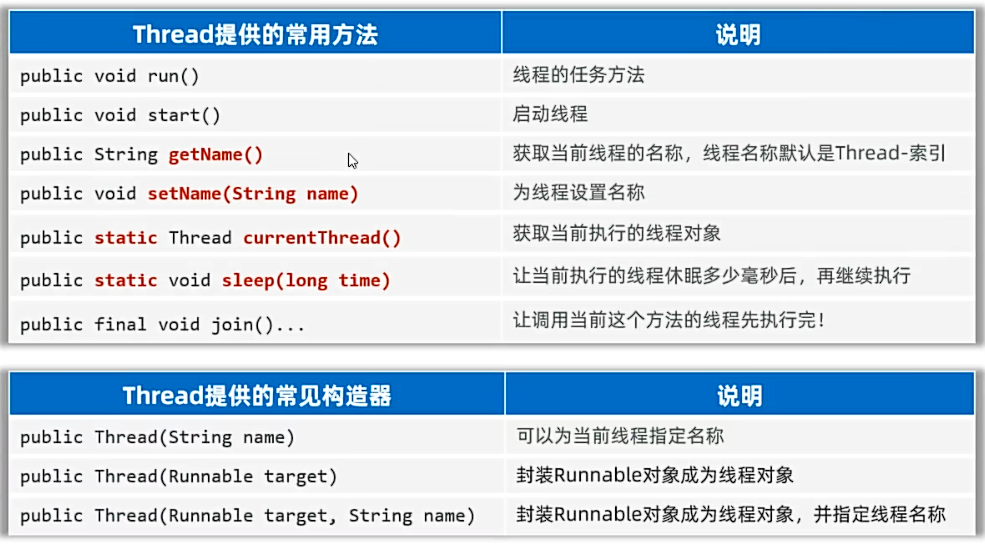 Thread提供的常用方法 说明
public void run() 线程的任务方法
public void start() 启动线程
public String getName() 获取当前线程的名称，线程名称默认是Thread-索引
public void setName(String name) 为线程设置名称
public static Thread currentThread() 获取当前执行的线程对象
public static void sleep(long time) 让当前执行的线程休眠多少毫秒后，再继续执行
public final void join()... 让调用当前这个方法的线程先执行完！
Thread提供的常见构造器 说明
public Thread(String name) 可以为当前线程指定名称
public Thread(Runnable target) 封装Runnable对象成为线程对象
public Thread(Runnable target, String name) 封装Runnable对象成为线程对象，并指定线程名称